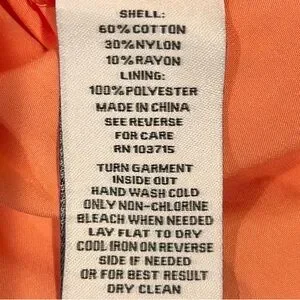 SHELL:
60%COTTON
30%NYLON
10%RAYON
LINING:
100%POLYESTER
MADE IN CHINA
SEE REVERSE
FOR CARE
RN 103715
TURN GARMENT
INSIDE OUT
HAND WASH COLD
ONLY NON-CHLORINE
BLEACH WHEN NEEDED
LAY FLAT TO DRY
COOL IRON ON REVERSE
SIDE IF NEEDED
OR FOR BEST RESULT
DRY CLEAN